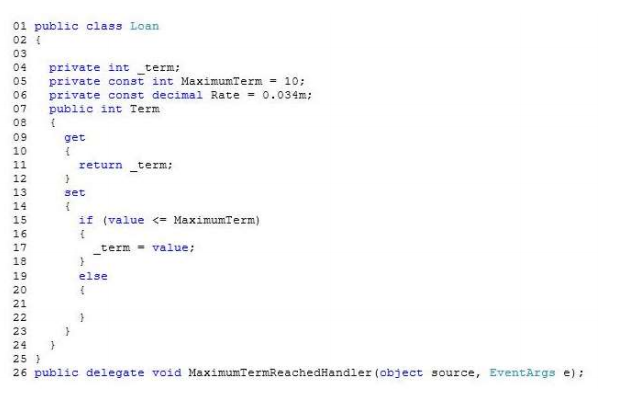 01 public class Loan
02 {
03
04 private int _term;
05 private const int MaximumTerm = 10;
06 private const decimal Rate = 0.034m;
07 public int Term
08 {
09 get
10 {
11 return _term;
12 }
13 set
14 {
15 if (value <= MaximumTerm)
16 {
17 _term = value;
18 }
19 else
20 {
21
22 }
23 }
24 }
25 }
26 public delegate void MaximumTermReachedHandler(object source, EventArgs e);